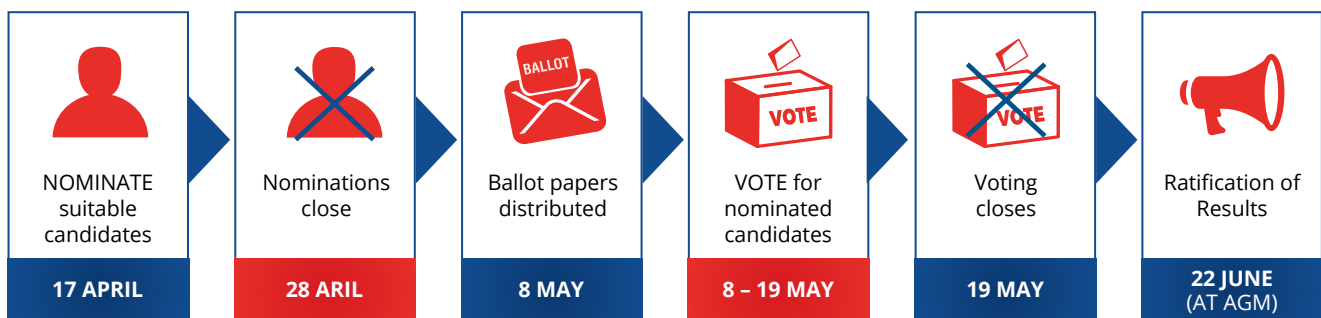 NOMINATE
suitable
candidates
17 APRIL
Nominations
close
28 ARIL
BALLOT
Ballot papers
distributed
8 MAY
VOTE
VOTE for
nominated
candidates
8 – 19 MAY
VOTE
Voting
closes
19 MAY
Ratification of
Results
22 JUNE
(AT AGM)